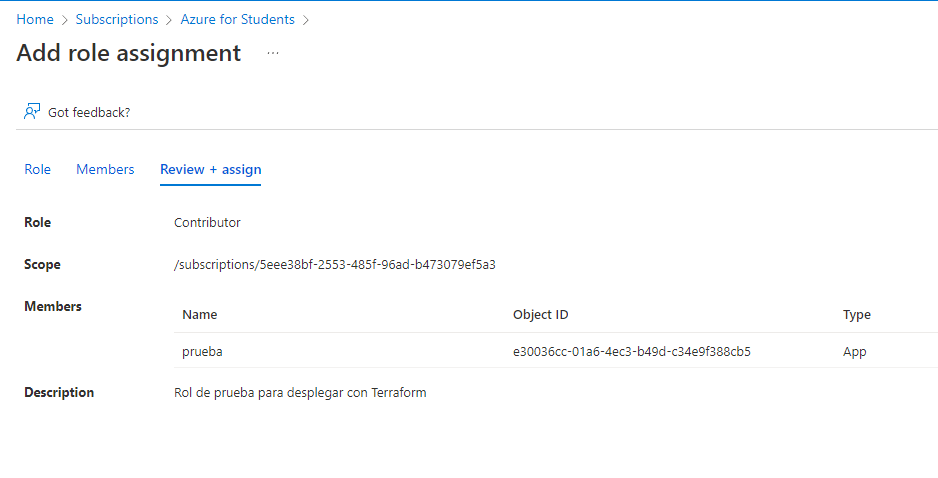 Home > Subscriptions > Azure for Students >
Add role assignment ...
Got feedback?
Role Members Review + assign
Role Contributor
Scope /subscriptions/5eee38bf-2553-485f-96ad-b473079ef5a3
Members Name Object ID Type
prueba e30036cc-01a6-4ec3-b49d-c34e9f388cb5 App
Description Rol de prueba para desplegar con Terraform